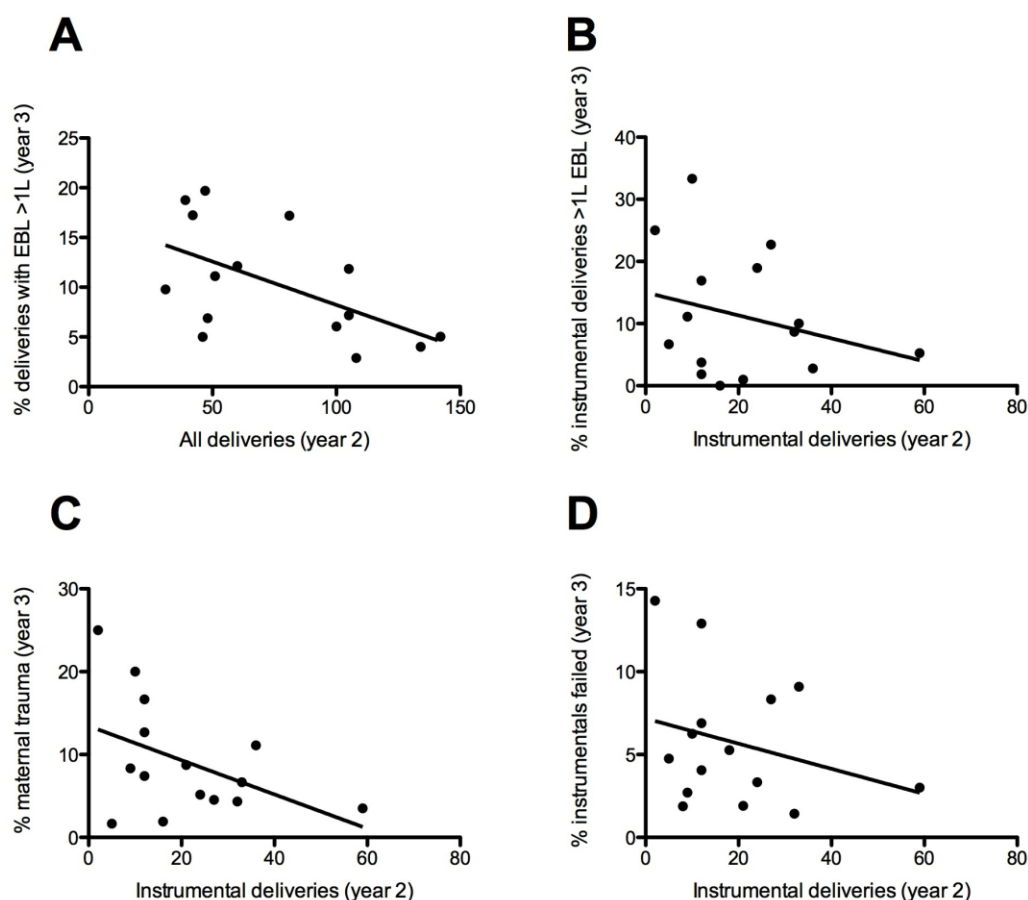 A
% deliveries with EBL >1L (year 3)
25
20
15
10
5
0
0 50 100 150
All deliveries (year 2)
B
% instrumental deliveries >1L EBL (year 3)
40
30
20
10
0
0 20 40 60 80
Instrumental deliveries (year 2)
C
% maternal trauma (year 3)
30
20
10
0
0 20 40 60 80
Instrumental deliveries (year 2)
D
% instrumentals failed (year 3)
15
10
5
0
0 20 40 60 80
Instrumental deliveries (year 2)